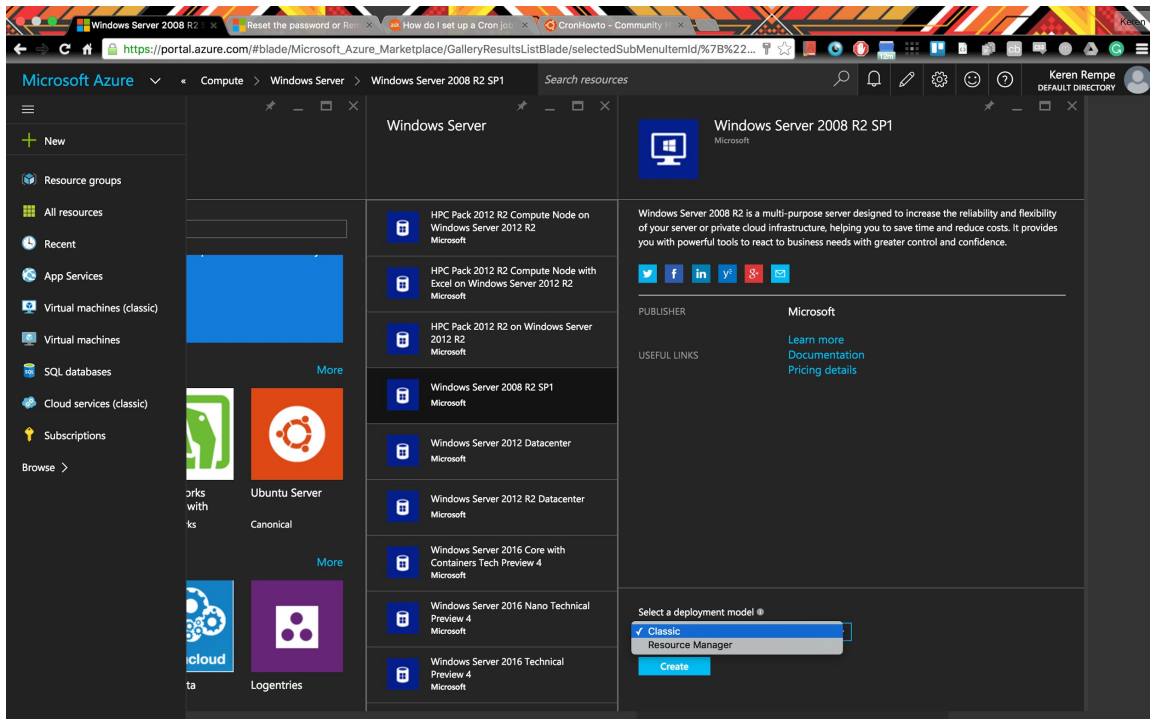 Windows Server 2008 R2 S
Reset the password or Rem
How do I set up a Cron job
CronHowto - Community H
Keren
https://portal.azure.com/#blade/Microsoft_Azure_Marketplace/GalleryResultsListBlade/selectedSubMenuItemId/%7B%22...
12m
cb
Microsoft Azure
« Compute > Windows Server > Windows Server 2008 R2 SP1
Search resources
Keren Rempe
DEFAULT DIRECTORY
New
Resource groups
All resources
Recent
App Services
Virtual machines (classic)
Virtual machines
SQL databases
Cloud services (classic)
Subscriptions
Browse >
More
orks
with
ks
Ubuntu Server
Canonical
More
cloud
ta
Logentries
Windows Server
HPC Pack 2012 R2 Compute Node on
Windows Server 2012 R2
Microsoft
HPC Pack 2012 R2 Compute Node with
Excel on Windows Server 2012 R2
Microsoft
HPC Pack 2012 R2 on Windows Server
2012 R2
Microsoft
Windows Server 2008 R2 SP1
Microsoft
Windows Server 2012 Datacenter
Microsoft
Windows Server 2012 R2 Datacenter
Microsoft
Windows Server 2016 Core with
Containers Tech Preview 4
Microsoft
Windows Server 2016 Nano Technical
Preview 4
Microsoft
Windows Server 2016 Technical
Preview 4
Microsoft
Windows Server 2008 R2 SP1
Microsoft
Windows Server 2008 R2 is a multi-purpose server designed to increase the reliability and flexibility
of your server or private cloud infrastructure, helping you to save time and reduce costs. It provides
you with powerful tools to react to business needs with greater control and confidence.
PUBLISHER
Microsoft
USEFUL LINKS
Learn more
Documentation
Pricing details
Select a deployment model
✓ Classic
Resource Manager
Create